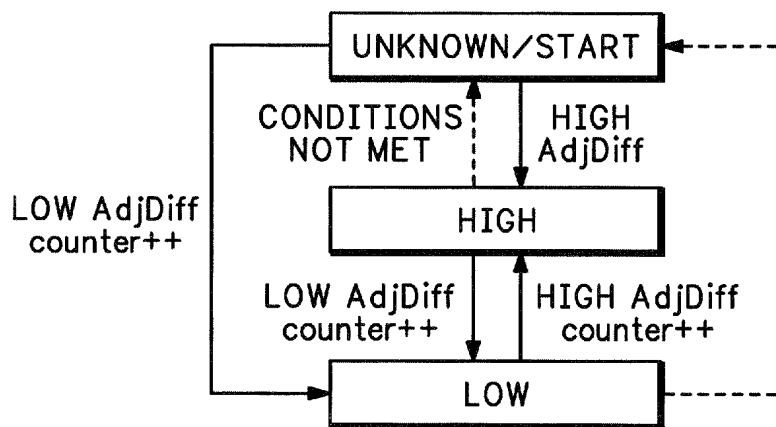 UNKNOWN/START
CONDITIONS
NOT MET
HIGH
AdjDiff
LOW AdjDiff
counter++
HIGH
LOW AdjDiff
counter++
HIGH AdjDiff
counter++
LOW